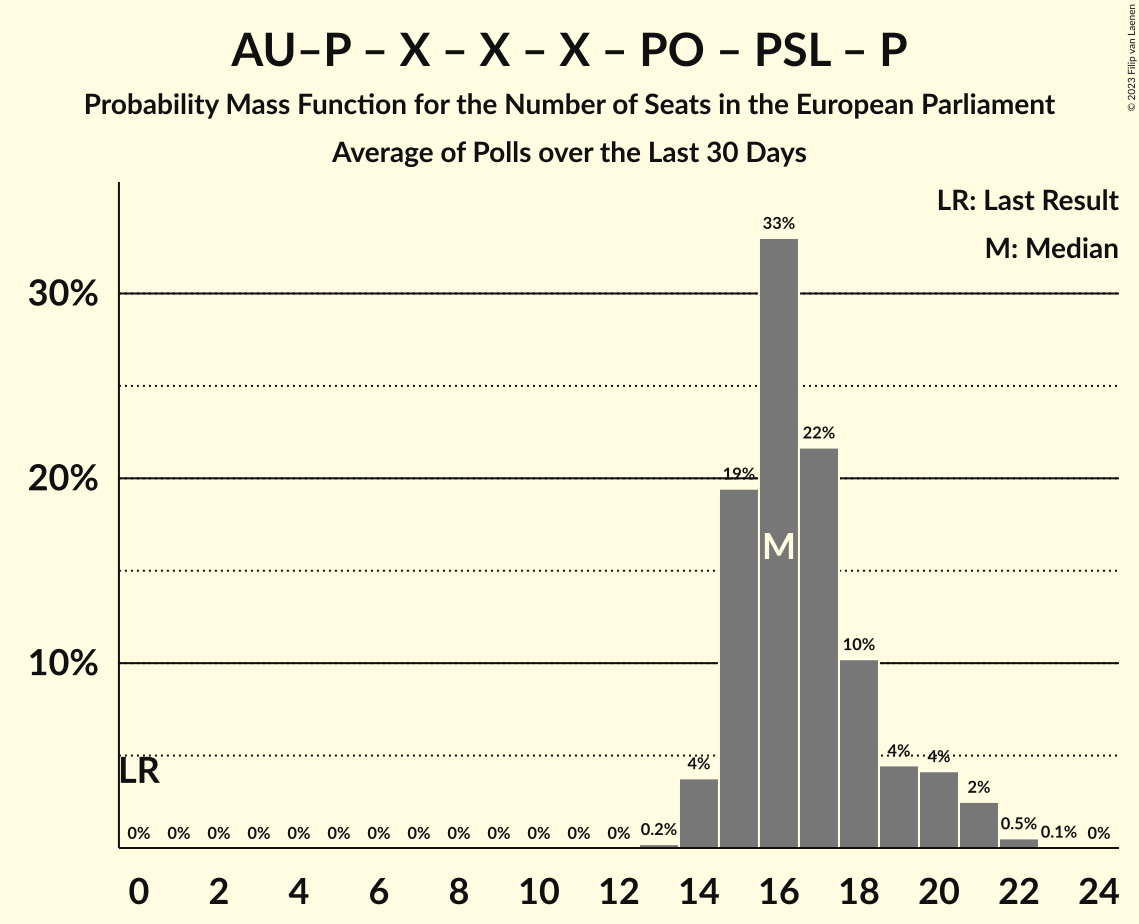 AU–P – X – X – X – PO – PSL – P
Probability Mass Function for the Number of Seats in the European Parliament
Average of Polls over the Last 30 Days
© 2023 Filip van Laenen
LR: Last Result
M: Median
30%
20%
10%
33%
22%
19%
M
10%
4%
4%
4%
2%
LR
0% 0% 0% 0% 0% 0% 0% 0% 0% 0% 0% 0% 0% 0.2% 0.5% 0.1% 0%
0 2 4 6 8 10 12 14 16 18 20 22 24